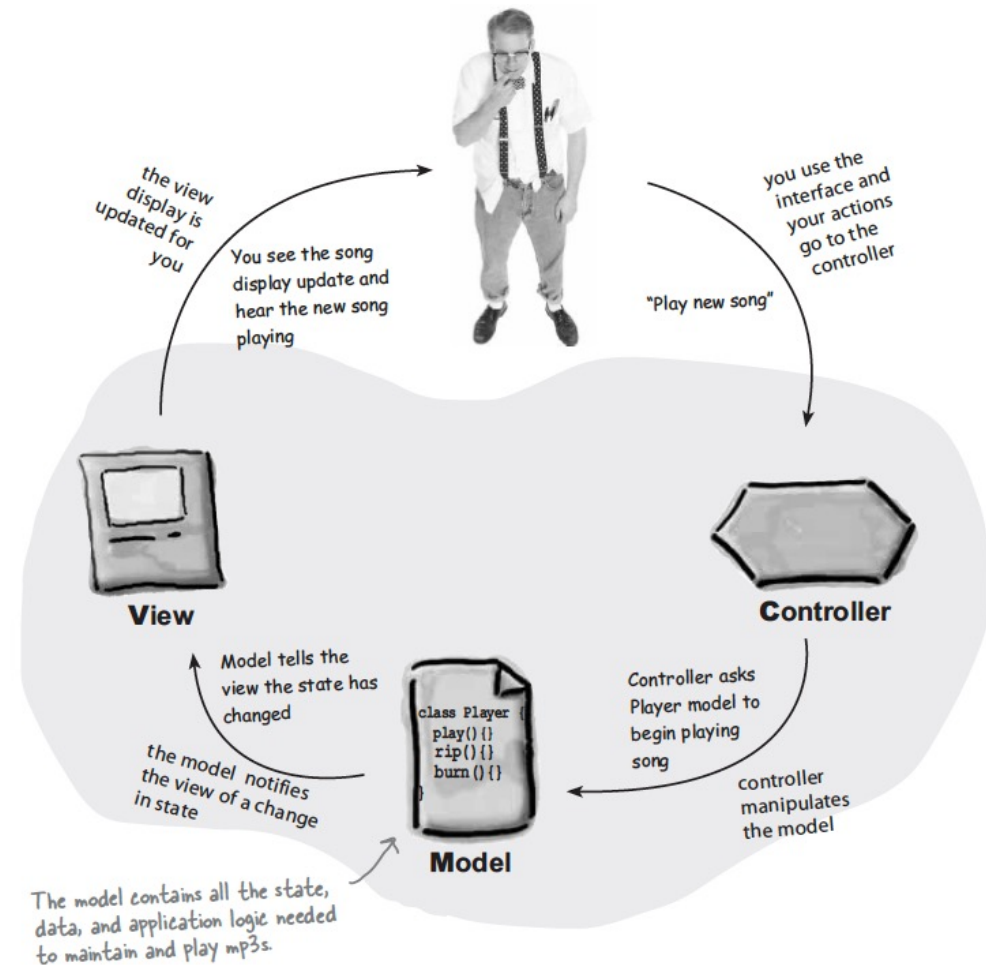 the view
display is
updated for
you
You see the song
display update and
hear the new song
playing
you use the
interface and
your actions
go to the
controller
“Play new song”
View
Controller
Model tells the
view the state has
changed
the model notifies
the view of a change
in state
class Player {
play(){}
rip(){}
burn(){}
}
Model
Controller asks
Player model to
begin playing
song
controller
manipulates
the model
The model contains all the state,
data, and application logic needed
to maintain and play mp3s.